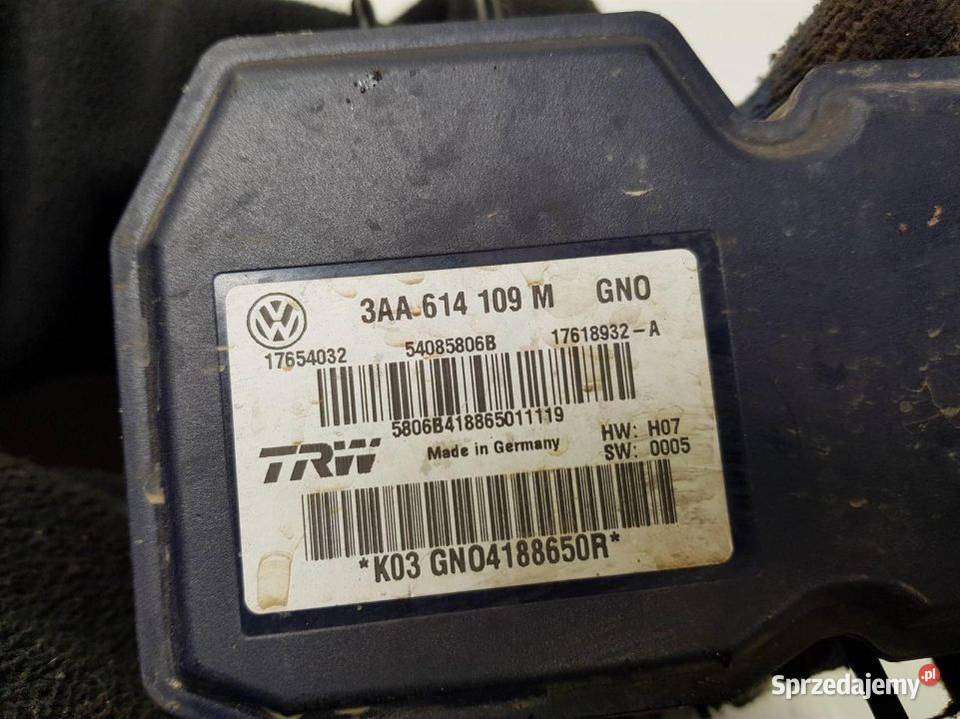 3AA 614 109 M GNO
17654032 54085806B 17618932-A
5806B418865011119
TRW Made in Germany HW: H07
SW: 0005
*K03 GNO4188650R*
Sprzedajemy.pl